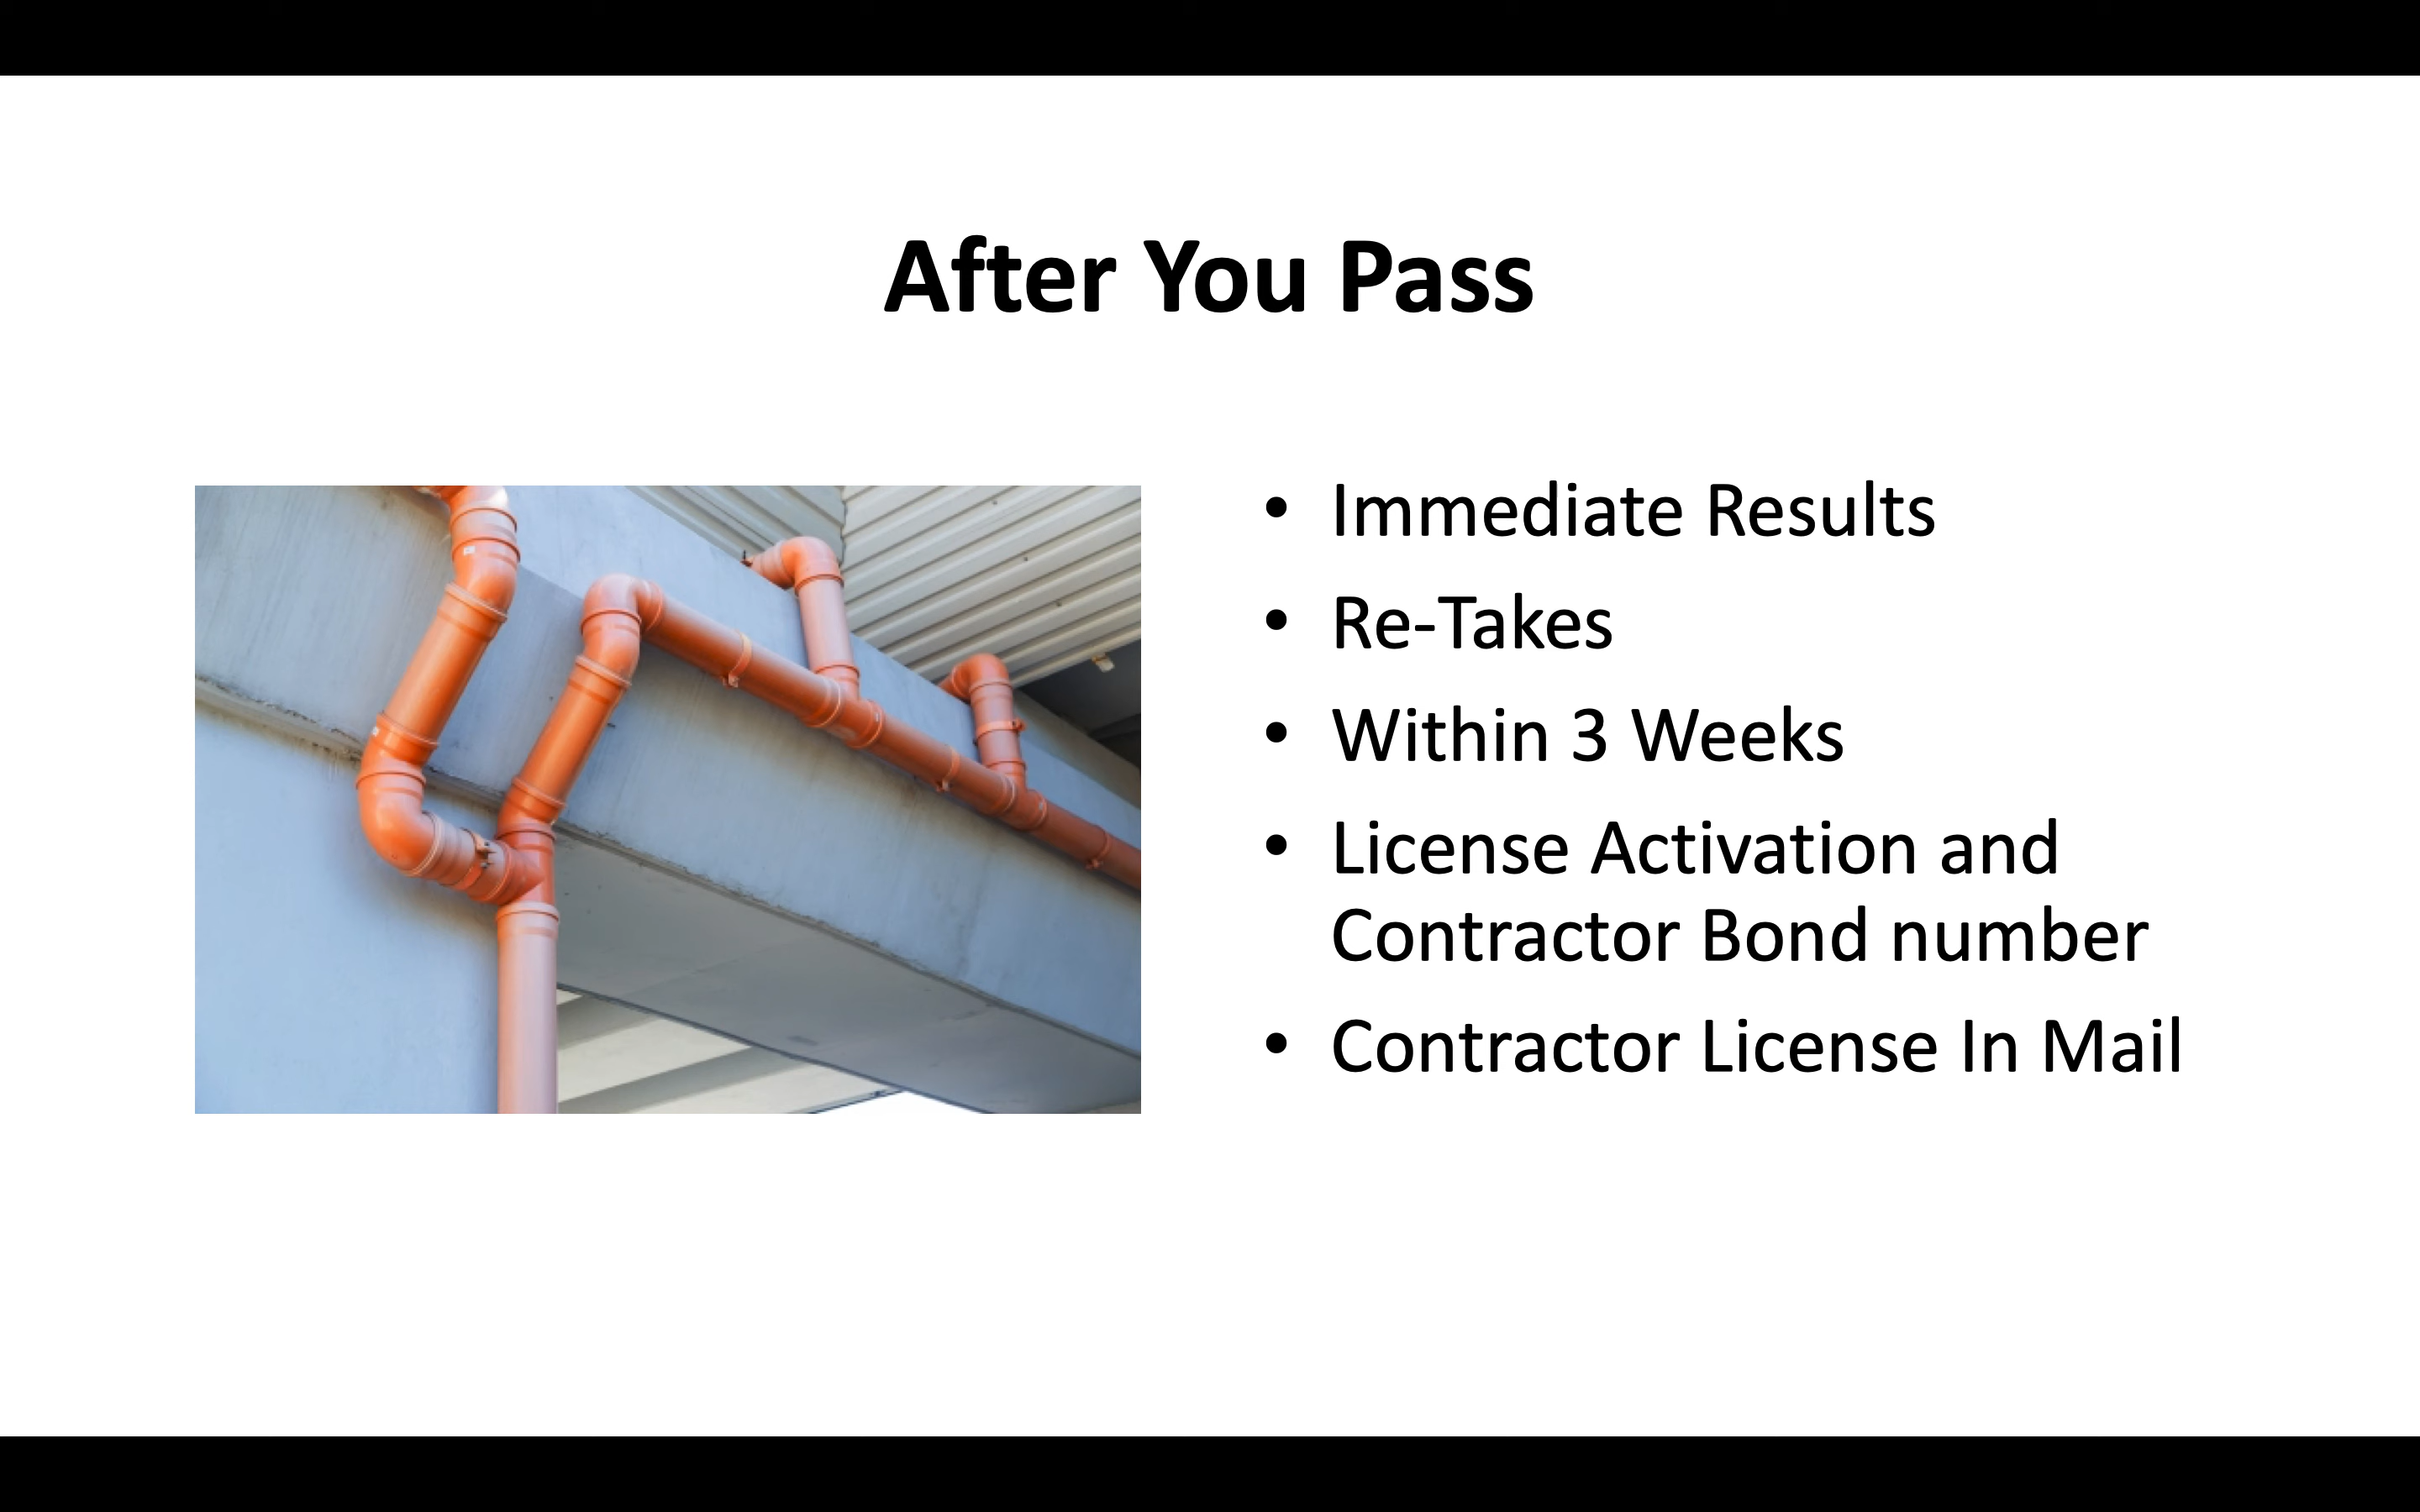 After You Pass
• Immediate Results
• Re-Takes
• Within 3 Weeks
• License Activation and
Contractor Bond number
• Contractor License In Mail